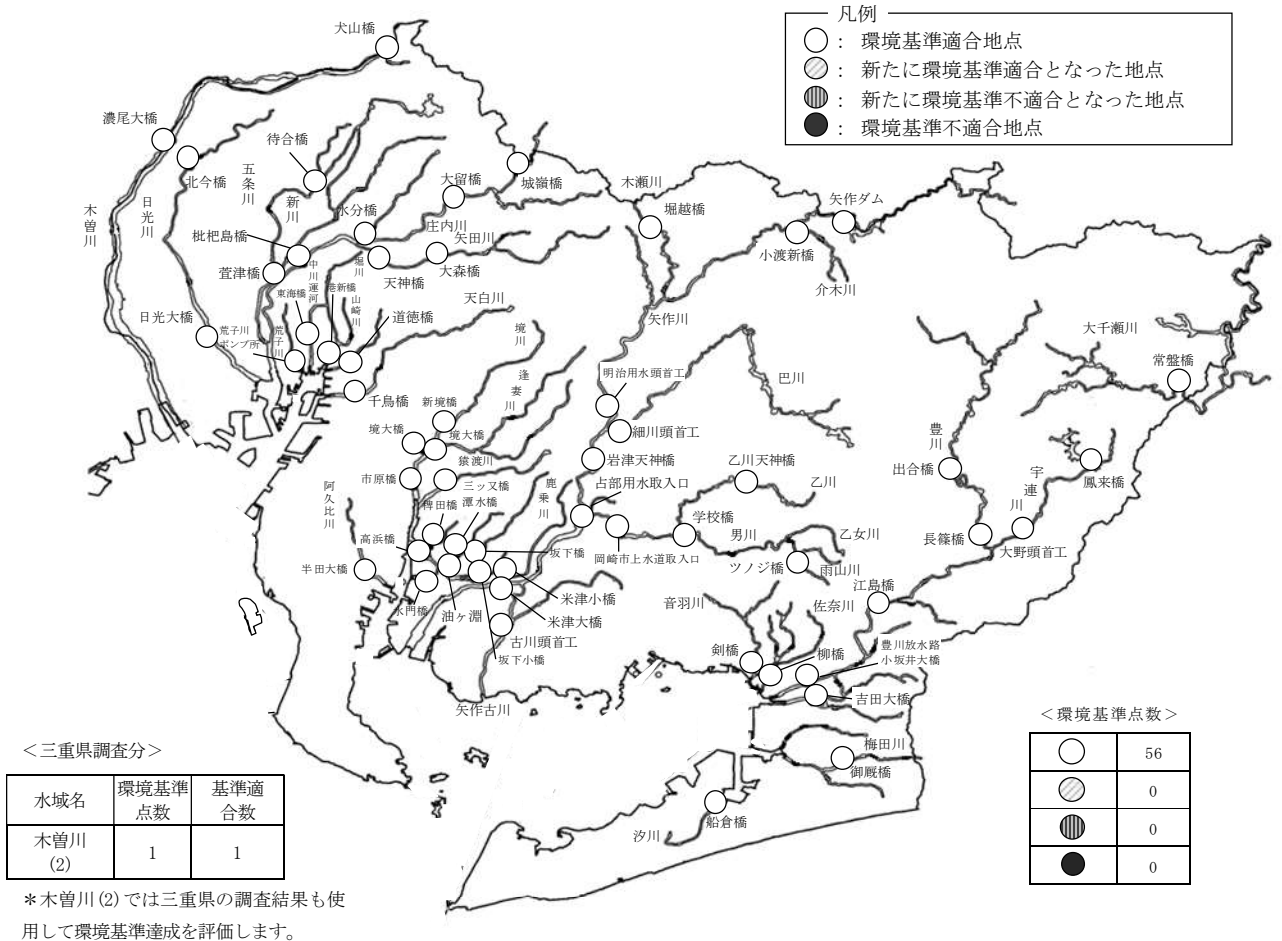 凡例
○ : 環境基準適合地点
: 新たに環境基準適合となった地点
: 新たに環境基準不適合となった地点
● : 環境基準不適合地点
犬山橋
濃尾大橋
待合橋
北今橋
五条川
新川
大留橋
城嶺橋
木瀬川
堀越橋
矢作ダム
木曽川
日光川
水分橋
庄内川
矢田川
枇杷島橋
小渡新橋
萱津橋
中川運河
堀川
天神橋
大森橋
介木川
東海橋
港新橋
山崎川
天白川
矢作川
日光大橋
荒子川
ポンプ所
荒子川
道徳橋
境川
大千瀬川
常盤橋
千鳥橋
逢妻川
明治用水頭首工
巴川
新境橋
境大橋
境大橋
細川頭首工
豊川
猿渡川
岩津天神橋
乙川天神橋
出合橋
宇連川
鳳来橋
市原橋
三ッ又橋
鹿乗川
占部用水取入口
乙川
阿久比川
稗田橋
潭水橋
学校橋
男川
乙女川
長篠橋
大野頭首工
高浜橋
坂下橋
岡崎市上水道取入口
ツノジ橋
雨山川
半田大橋
水門橋
油ヶ淵
米津小橋
音羽川
佐奈川
江島橋
米津大橋
古川頭首工
坂下小橋
剣橋
柳橋
豊川放水路
小坂井大橋
吉田大橋
矢作古川
梅田川
御厩橋
汐川
船倉橋
＜三重県調査分＞
水域名
環境基準
点数
基準適
合数
木曽川
(2)
1
1
＊木曽川(2)では三重県の調査結果も使
用して環境基準達成を評価します。
＜環境基準点数＞
○ 56
0
0
● 0